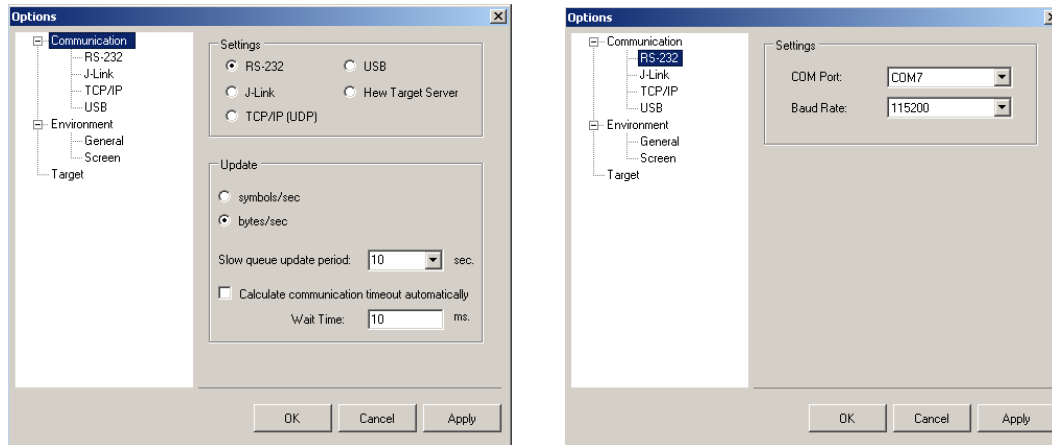 Options
Communication
RS-232
J-Link
TCP/IP
USB
Environment
General
Screen
Target
Settings
RS-232
USB
J-Link
Hew Target Server
TCP/IP (UDP)
Update
symbols/sec
bytes/sec
Slow queue update period: 10 sec.
Calculate communication timeout automatically
Wait Time: 10 ms.
OK Cancel Apply
Options
Communication
RS-232
J-Link
TCP/IP
USB
Environment
General
Screen
Target
Settings
COM Port: COM7
Baud Rate: 115200
OK Cancel Apply